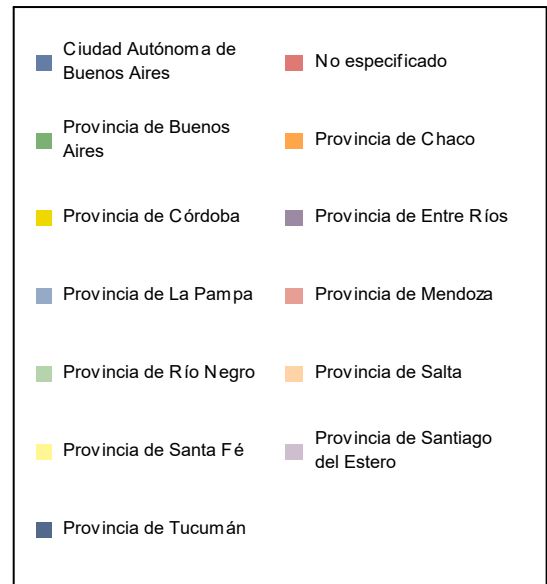 Ciudad Autónoma de
Buenos Aires
No especificado
Provincia de Buenos
Aires
Provincia de Chaco
Provincia de Córdoba
Provincia de Entre Ríos
Provincia de La Pampa
Provincia de Mendoza
Provincia de Río Negro
Provincia de Salta
Provincia de Santa Fé
Provincia de Santiago
del Estero
Provincia de Tucumán